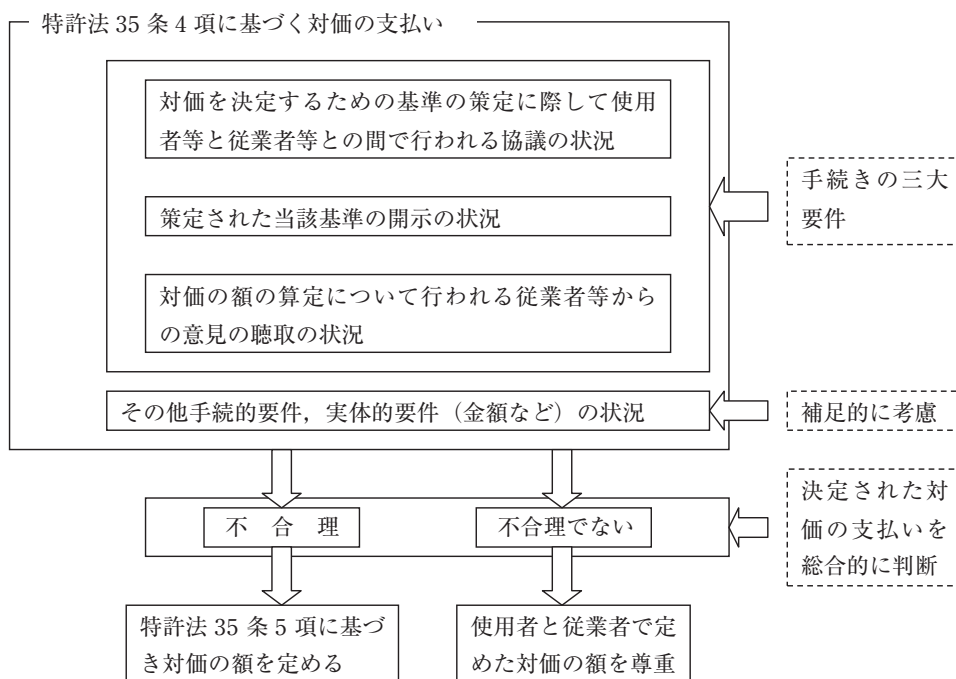 特許法 35 条 4 項に基づく対価の支払い
対価を決定するための基準の策定に際して使用
者等と従業者等との間で行われる協議の状況
策定された当該基準の開示の状況
対価の額の算定について行われる従業者等から
の意見の聴取の状況
手続きの三大
要件
その他手続的要件,実体的要件(金額など)の状況
補足的に考慮
不 合 理
不合理でない
決定された対
価の支払いを
総合的に判断
特許法 35 条 5 項に基づ
き対価の額を定める
使用者と従業者で定
めた対価の額を尊重